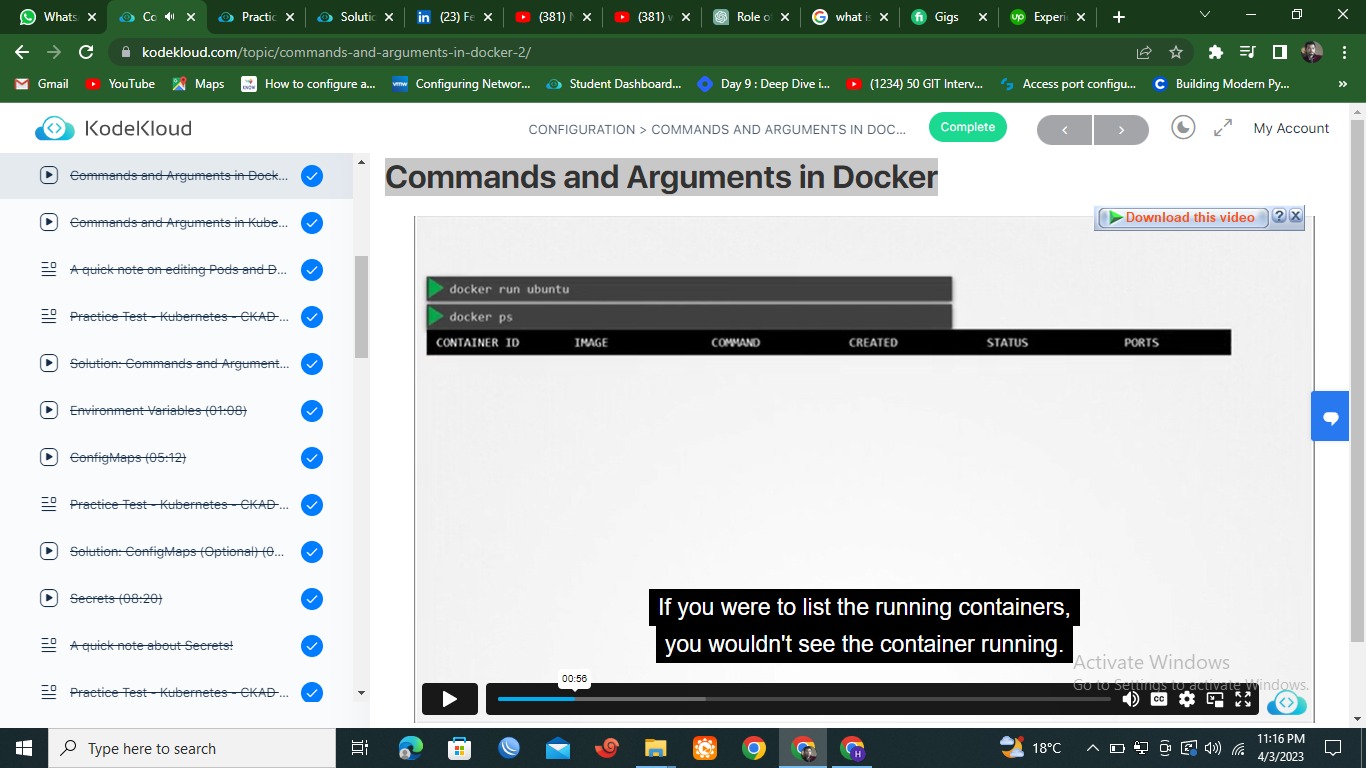 Whats
Co
Practic
Solutic
(23) Fe
(381) N
(381) v
Role o
what is
Gigs
Experi
kodekloud.com/topic/commands-and-arguments-in-docker-2/
Gmail
YouTube
Maps
How to configure a...
Configuring Networ...
Student Dashboard...
Day 9 : Deep Dive i...
(1234) 50 GIT Interv...
Access port configu...
Building Modern Py...
»
KodeKloud
CONFIGURATION > COMMANDS AND ARGUMENTS IN DOC...
Complete
My Account
Commands and Arguments in Dock...
Commands and Arguments in Kube...
A quick note on editing Pods and D...
Practice Test - Kubernetes - CKAD ...
Solution: Commands and Argument...
Environment Variables (01:08)
ConfigMaps (05:12)
Practice Test - Kubernetes - CKAD ...
Solution: ConfigMaps (Optional) (0...
Secrets (08:20)
A quick note about Secrets!
Practice Test - Kubernetes - CKAD ...
Commands and Arguments in Docker
Download this video
docker run ubuntu
docker ps
CONTAINER ID IMAGE COMMAND CREATED STATUS PORTS
If you were to list the running containers,
you wouldn't see the container running.
Activate Windows
Go to Settings to activate Windows.
00:56
CC
Type here to search
18°C
11:16 PM
4/3/2023